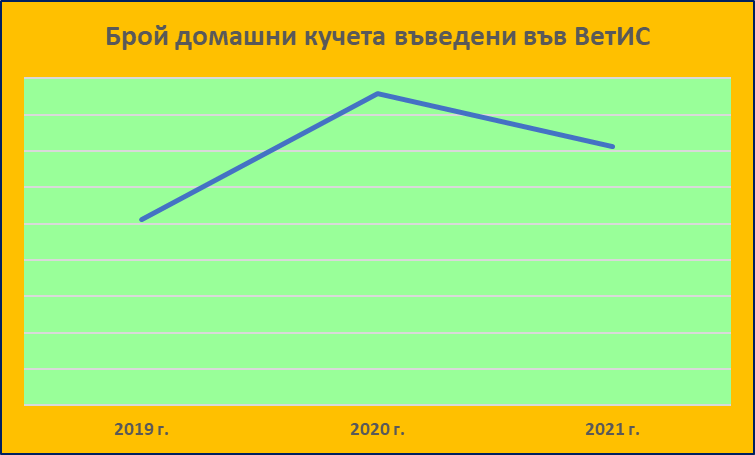 Брой домашни кучета въведени във ВетИС
2019 г.
2020 г.
2021 г.